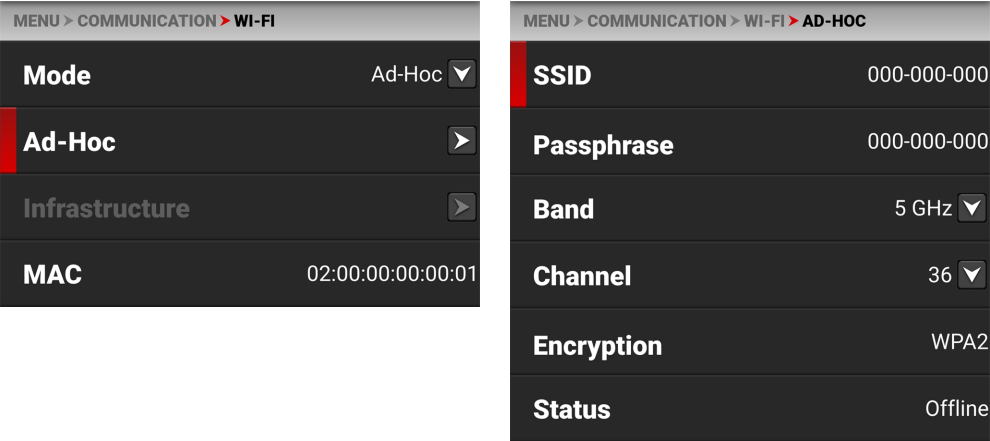 MENU > COMMUNICATION > WI-FI
Mode Ad-Hoc
Ad-Hoc
Infrastructure
MAC 02:00:00:00:00:01
MENU > COMMUNICATION > WI-FI > AD-HOC
SSID 000-000-000
Passphrase 000-000-000
Band 5 GHz
Channel 36
Encryption WPA2
Status Offline